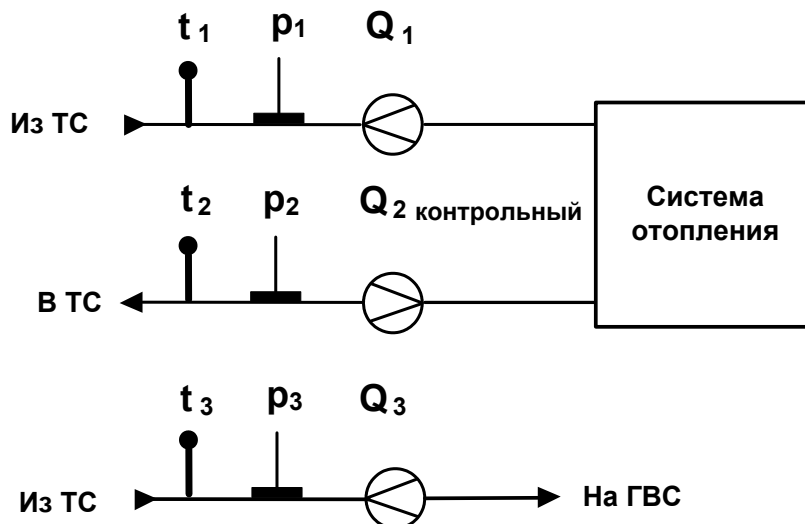 t 1 p1 Q 1
Из ТС
t 2 p2 Q 2 контрольный
Система
отопления
В ТС
t 3 p3 Q 3
Из ТС На ГВС